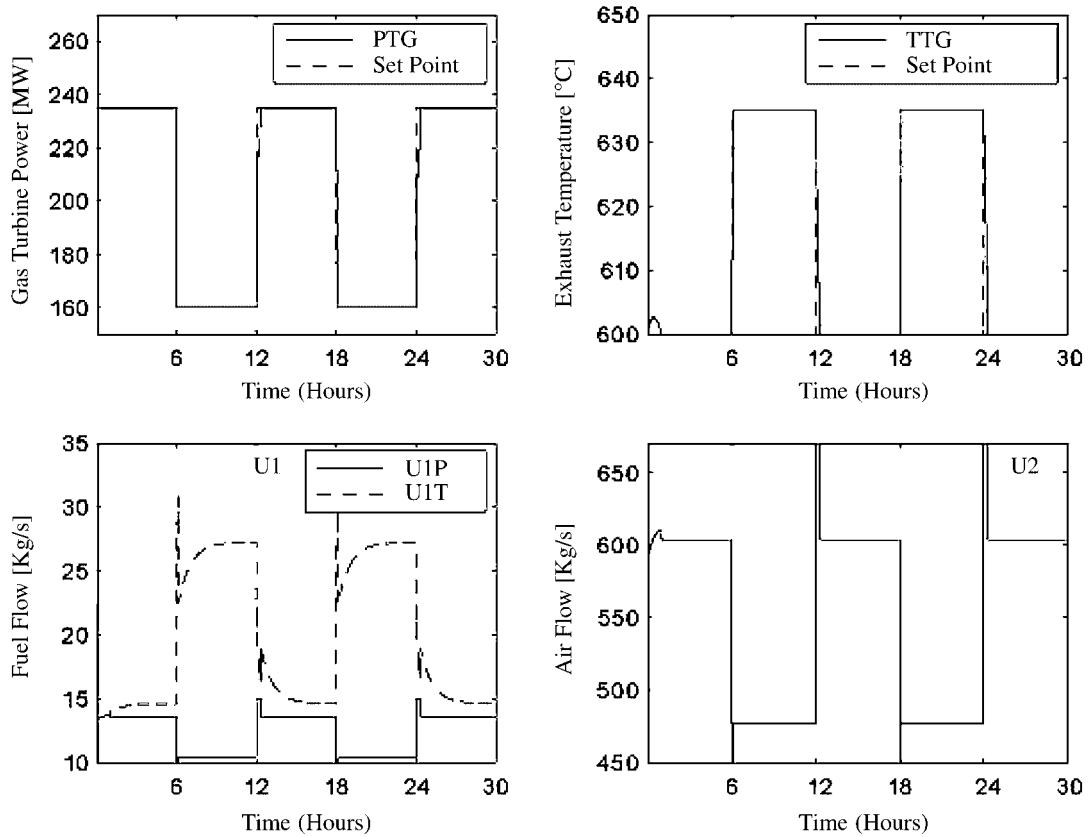 Gas Turbine Power [MW]
260
240
220
200
180
160
PTG
Set Point
6 12 18 24 30
Time (Hours)
Exhaust Temperature [°C]
650
640
630
620
610
600
TTG
Set Point
6 12 18 24 30
Time (Hours)
Fuel Flow [Kg/s]
35
30
25
20
15
10
U1
U1P
U1T
6 12 18 24 30
Time (Hours)
Air Flow [Kg/s]
650
600
550
500
450
U2
6 12 18 24 30
Time (Hours)